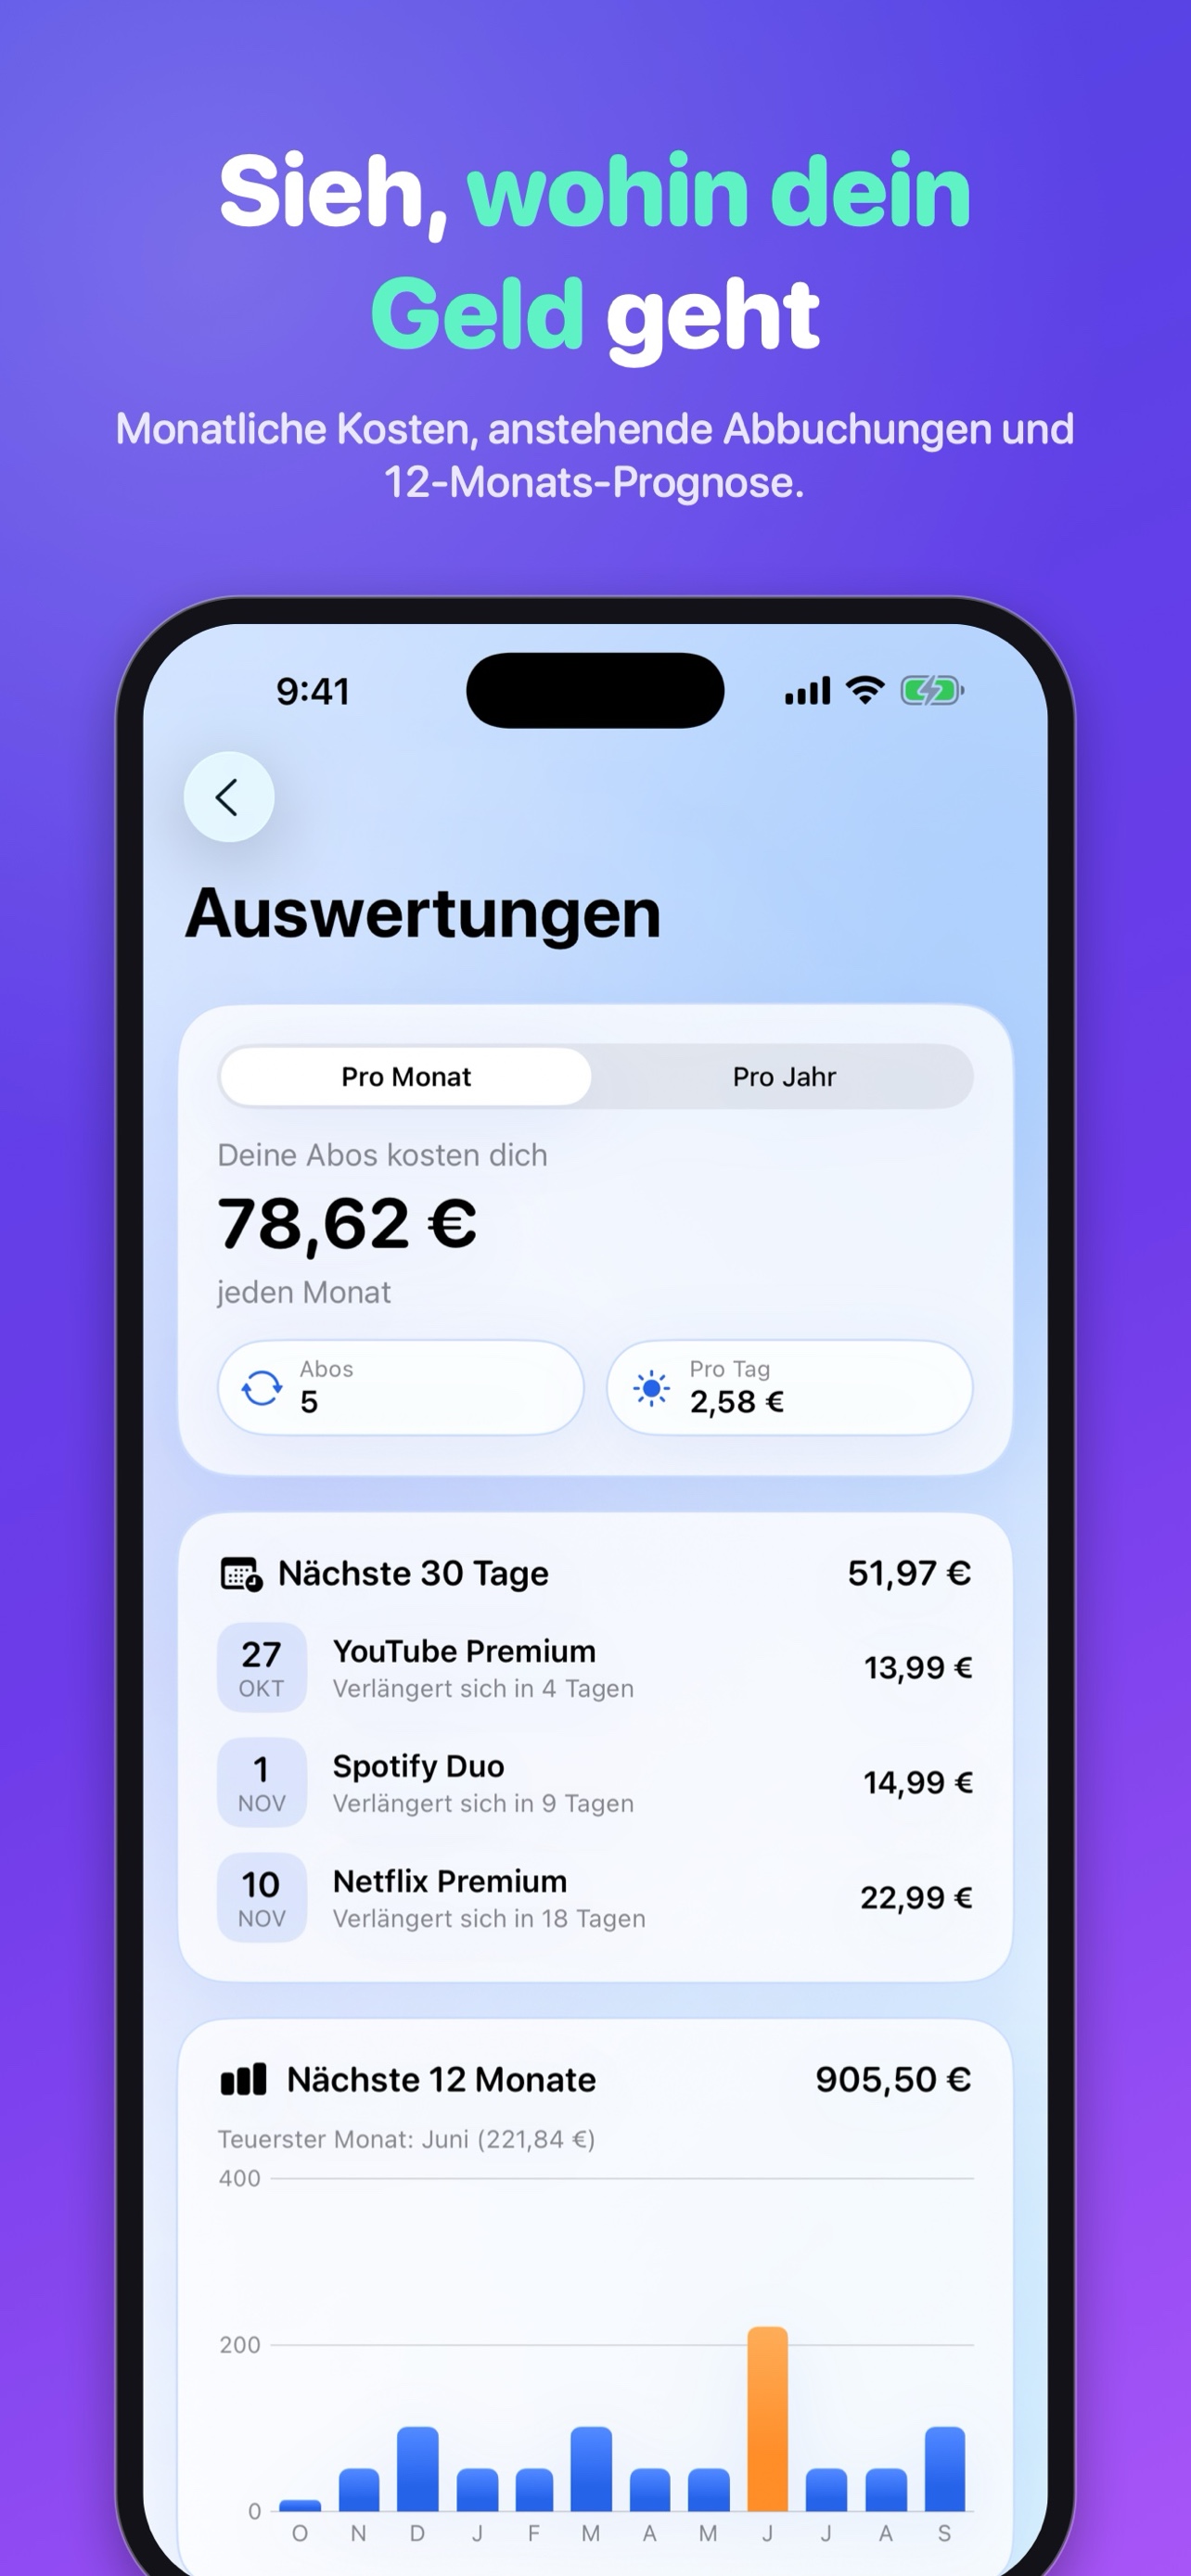 Sieh, wohin dein
Geld geht
Monatliche Kosten, anstehende Abbuchungen und
12-Monats-Prognose.
9:41
Auswertungen
Pro Monat
Pro Jahr
Deine Abos kosten dich
78,62 €
jeden Monat
Abos
5
Pro Tag
2,58 €
Nächste 30 Tage
51,97 €
27
OKT
YouTube Premium
Verlängert sich in 4 Tagen
13,99 €
1
NOV
Spotify Duo
Verlängert sich in 9 Tagen
14,99 €
10
NOV
Netflix Premium
Verlängert sich in 18 Tagen
22,99 €
Nächste 12 Monate
905,50 €
Teuerster Monat: Juni (221,84 €)
400
200
0
O N D J F M A M J J A S